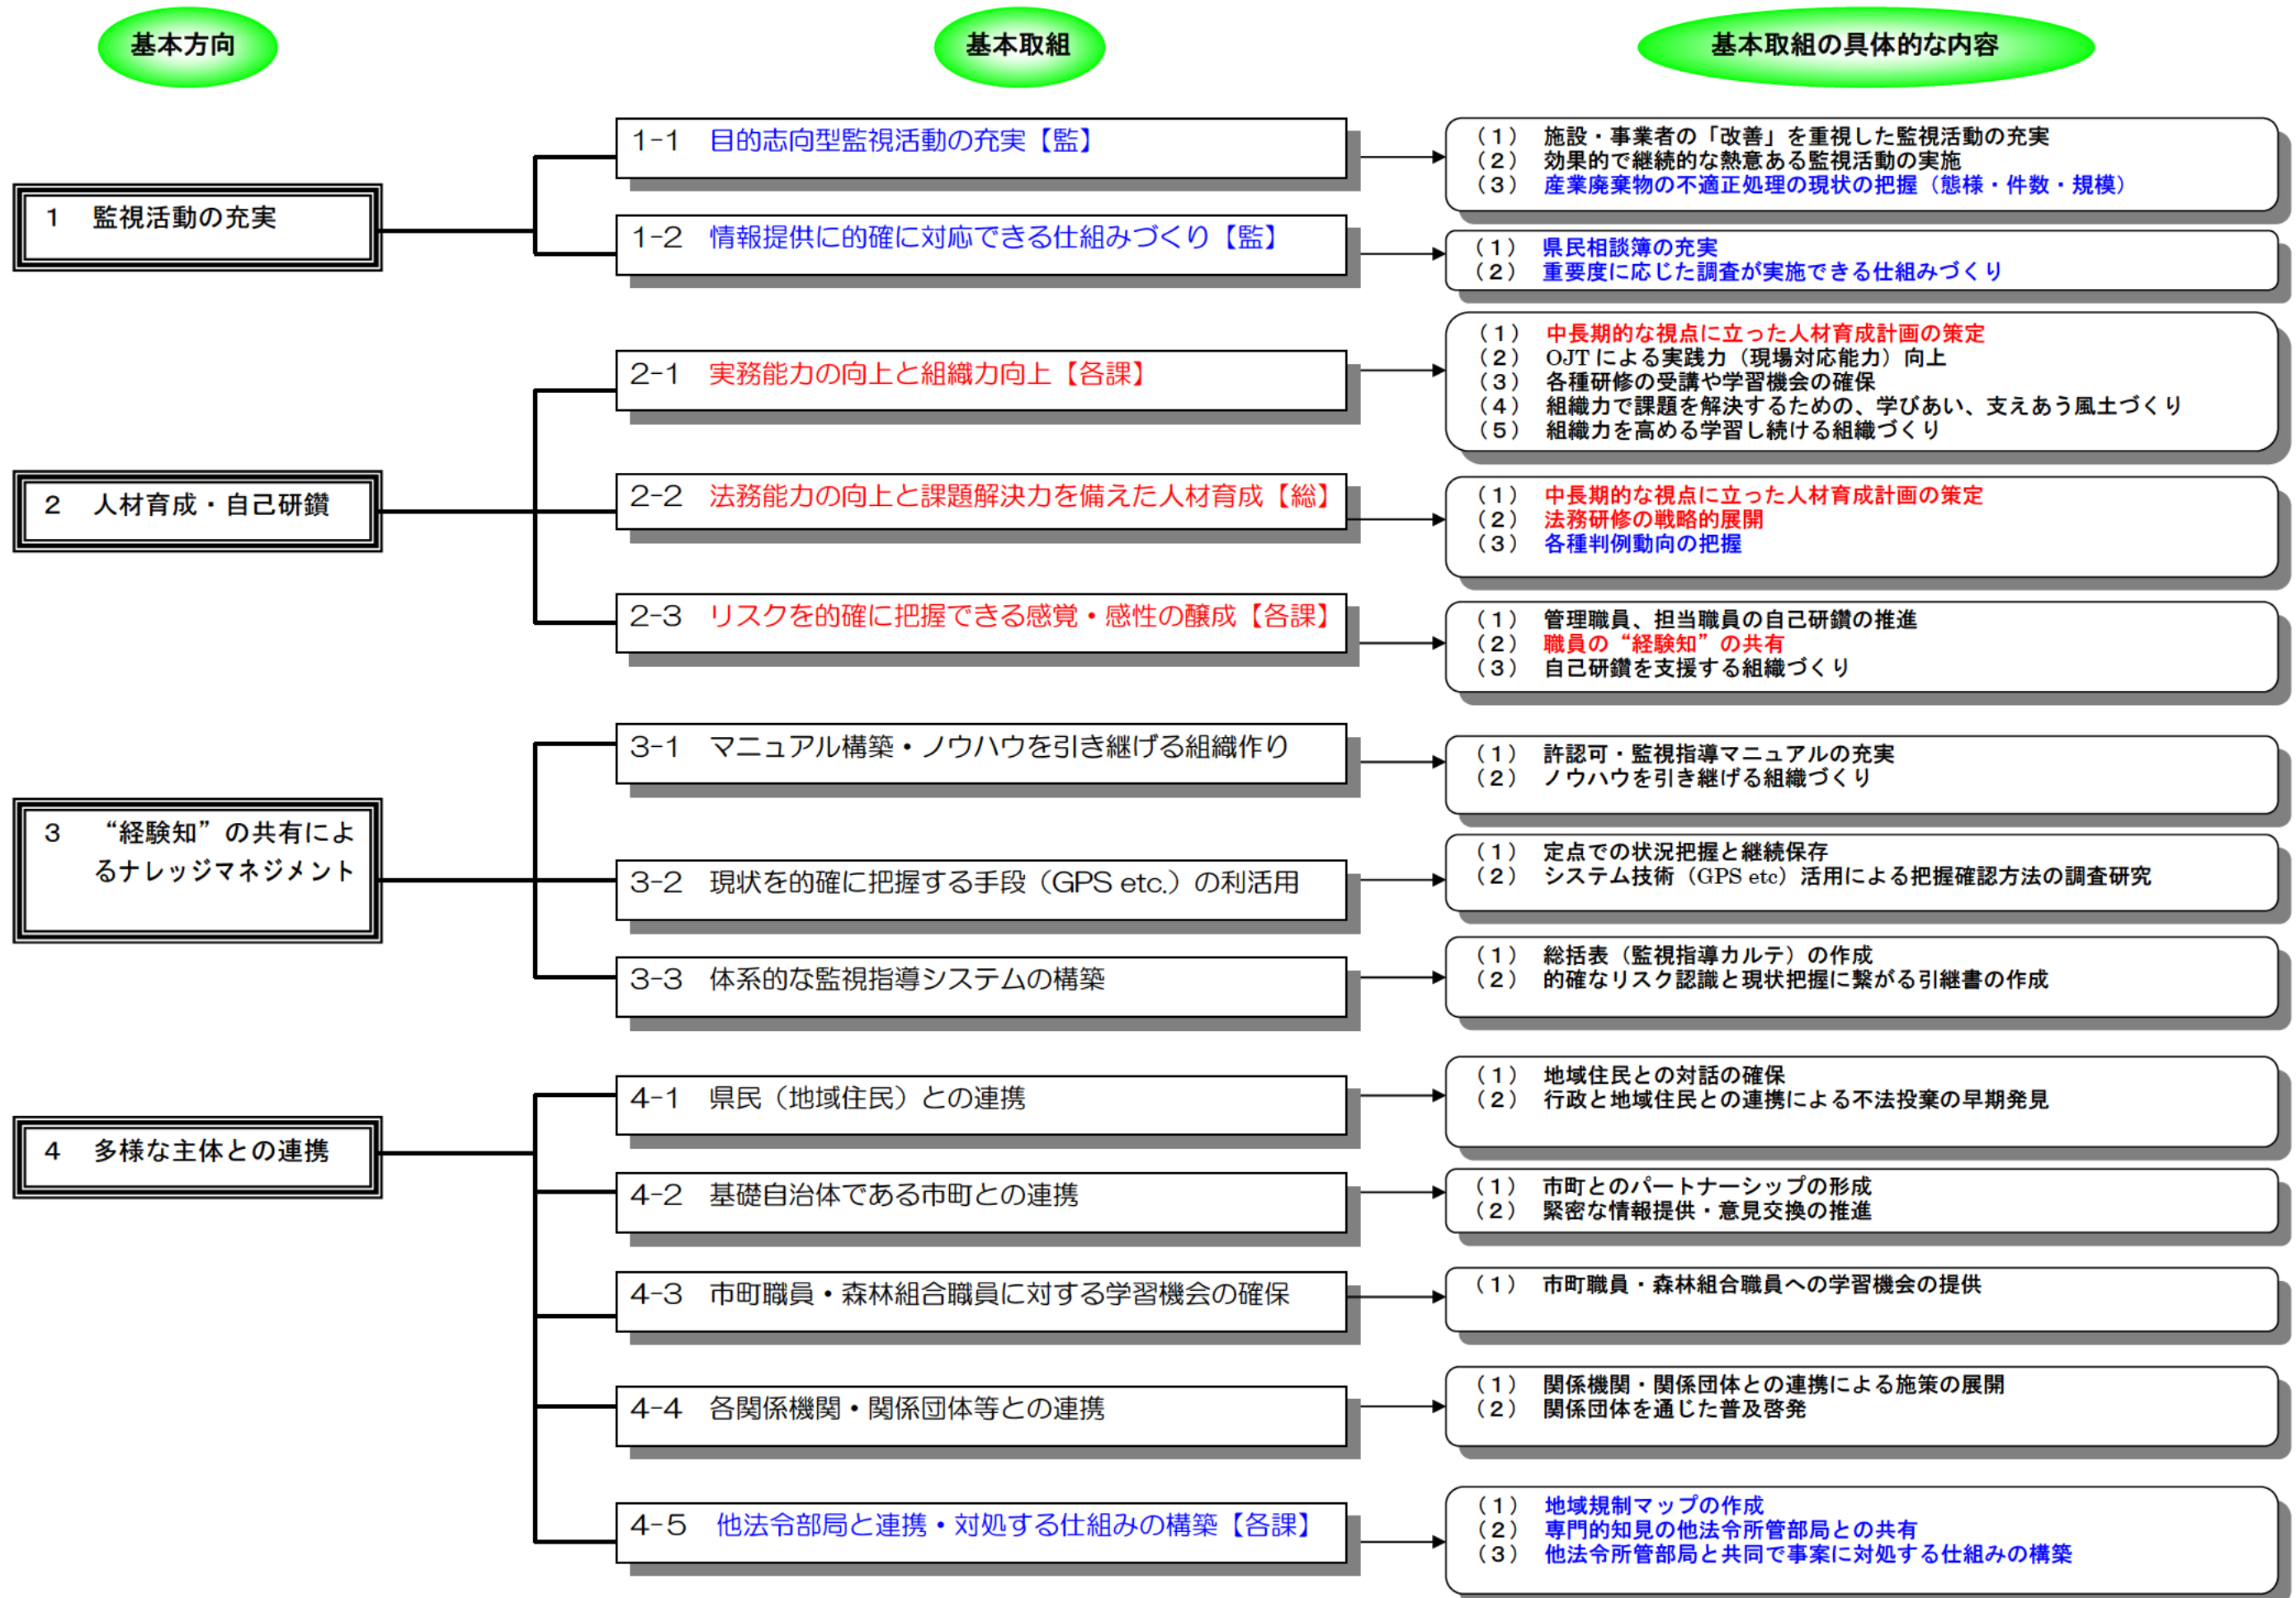 基本方向
基本取組
基本取組の具体的な内容
1 監視活動の充実
1-1 目的志向型監視活動の充実【監】
(1) 施設・事業者の「改善」を重視した監視活動の充実
(2) 効果的で継続的な熱意ある監視活動の実施
(3) 産業廃棄物の不適正処理の現状の把握(態様・件数・規模)
1-2 情報提供に的確に対応できる仕組みづくり【監】
(1) 県民相談簿の充実
(2) 重要度に応じた調査が実施できる仕組みづくり
2 人材育成・自己研鑽
2-1 実務能力の向上と組織力向上【各課】
(1) 中長期的な視点に立った人材育成計画の策定
(2) OJTによる実践力(現場対応能力)向上
(3) 各種研修の受講や学習機会の確保
(4) 組織力で課題を解決するための、学びあい、支えあう風土づくり
(5) 組織力を高める学習し続ける組織づくり
2-2 法務能力の向上と課題解決力を備えた人材育成【総】
(1) 中長期的な視点に立った人材育成計画の策定
(2) 法務研修の戦略的展開
(3) 各種判例動向の把握
2-3 リスクを的確に把握できる感覚・感性の醸成【各課】
(1) 管理職員、担当職員の自己研鑽の推進
(2) 職員の“経験知”の共有
(3) 自己研鑽を支援する組織づくり
3 “経験知”の共有によ
るナレッジマネジメント
3-1 マニュアル構築・ノウハウを引き継げる組織作り
(1) 許認可・監視指導マニュアルの充実
(2) ノウハウを引き継げる組織づくり
3-2 現状を的確に把握する手段(GPS etc.)の利活用
(1) 定点での状況把握と継続保存
(2) システム技術(GPS etc)活用による把握確認方法の調査研究
3-3 体系的な監視指導システムの構築
(1) 総括表(監視指導カルテ)の作成
(2) 的確なリスク認識と現状把握に繋がる引継書の作成
4 多様な主体との連携
4-1 県民(地域住民)との連携
(1) 地域住民との対話の確保
(2) 行政と地域住民との連携による不法投棄の早期発見
4-2 基礎自治体である市町との連携
(1) 市町とのパートナーシップの形成
(2) 緊密な情報提供・意見交換の推進
4-3 市町職員・森林組合職員に対する学習機会の確保
(1) 市町職員・森林組合職員への学習機会の提供
4-4 各関係機関・関係団体等との連携
(1) 関係機関・関係団体との連携による施策の展開
(2) 関係団体を通じた普及啓発
4-5 他法令部局と連携・対処する仕組みの構築【各課】
(1) 地域規制マップの作成
(2) 専門的知見の他法令所管部局との共有
(3) 他法令所管部局と共同で事案に対処する仕組みの構築